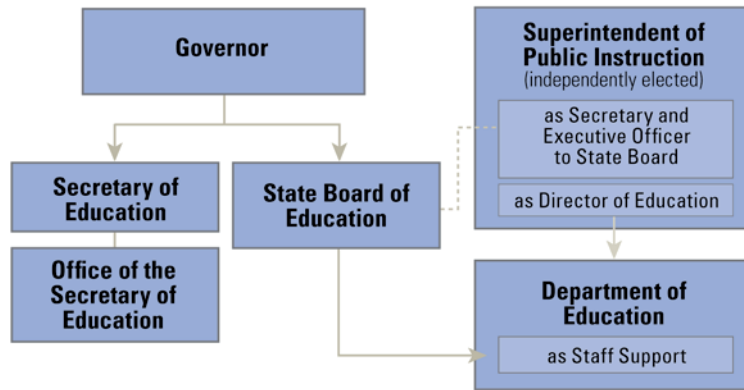 Governor
Superintendent of
Public Instruction
(independently elected)
as Secretary and
Executive Officer
to State Board
as Director of Education
Secretary of
Education
State Board of
Education
Office of the
Secretary of
Education
Department of
Education
as Staff Support